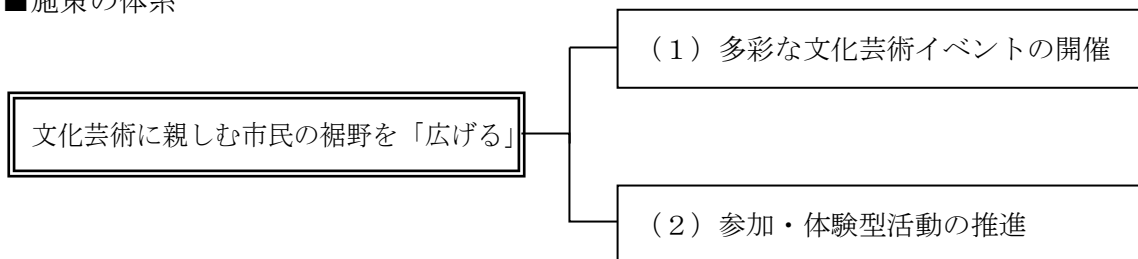 ■施策の体系
（１）多彩な文化芸術イベントの開催
文化芸術に親しむ市民の裾野を「広げる」
（２）参加・体験型活動の推進